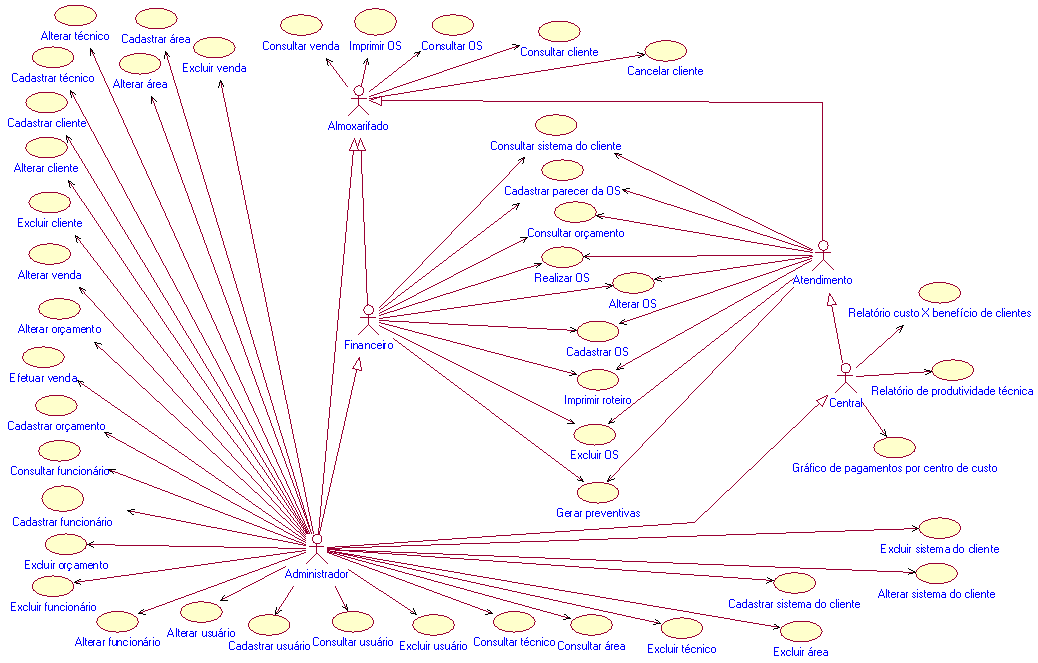 Alterar técnico
Cadastrar área
Consultar venda
Imprimir OS
Consultar OS
Consultar cliente
Cancelar cliente
Cadastrar técnico
Alterar área
Excluir venda
Cadastrar cliente
Almoxarifado
Alterar cliente
Consultar sistema do cliente
Cadastrar parecer da OS
Excluir cliente
Consultar orçamento
Alterar venda
Realizar OS
Atendimento
Alterar orçamento
Alterar OS
Relatório custo X benefício de clientes
Financeiro
Cadastrar OS
Efetuar venda
Relatório de produtividade técnica
Imprimir roteiro
Central
Cadastrar orçamento
Excluir OS
Consultar funcionário
Gráfico de pagamentos por centro de custo
Gerar preventivas
Cadastrar funcionário
Excluir sistema do cliente
Excluir orçamento
Administrador
Alterar sistema do cliente
Cadastrar sistema do cliente
Excluir funcionário
Alterar funcionário
Alterar usuário
Cadastrar usuário
Consultar usuário
Excluir usuário
Consultar técnico
Consultar área
Excluir técnico
Excluir área